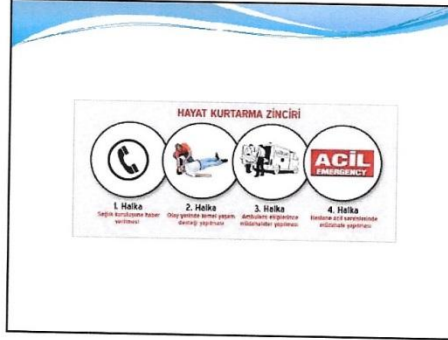 HAYAT KURTARMA ZİNCİRİ
ACİL
EMERGENCY
1. Halka
Sağlık kuruluşuna haber
verilmesi
2. Halka
Olay yerinde temel yaşam
desteği yapılması
3. Halka
Ambulans ekiplerince
müdahaleler yapılması
4. Halka
Hastane acil servislerinde
müdahale yapılması